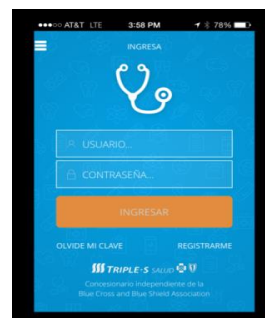 AT&T LTE 3:58 PM 78%
INGRESA
USUARIO...
CONTRASEÑA...
INGRESAR
OLVIDE MI CLAVE REGISTRARME
TRIPLE-S SALUD
Concesionario Independiente de la
Blue Cross and Blue Shield Association